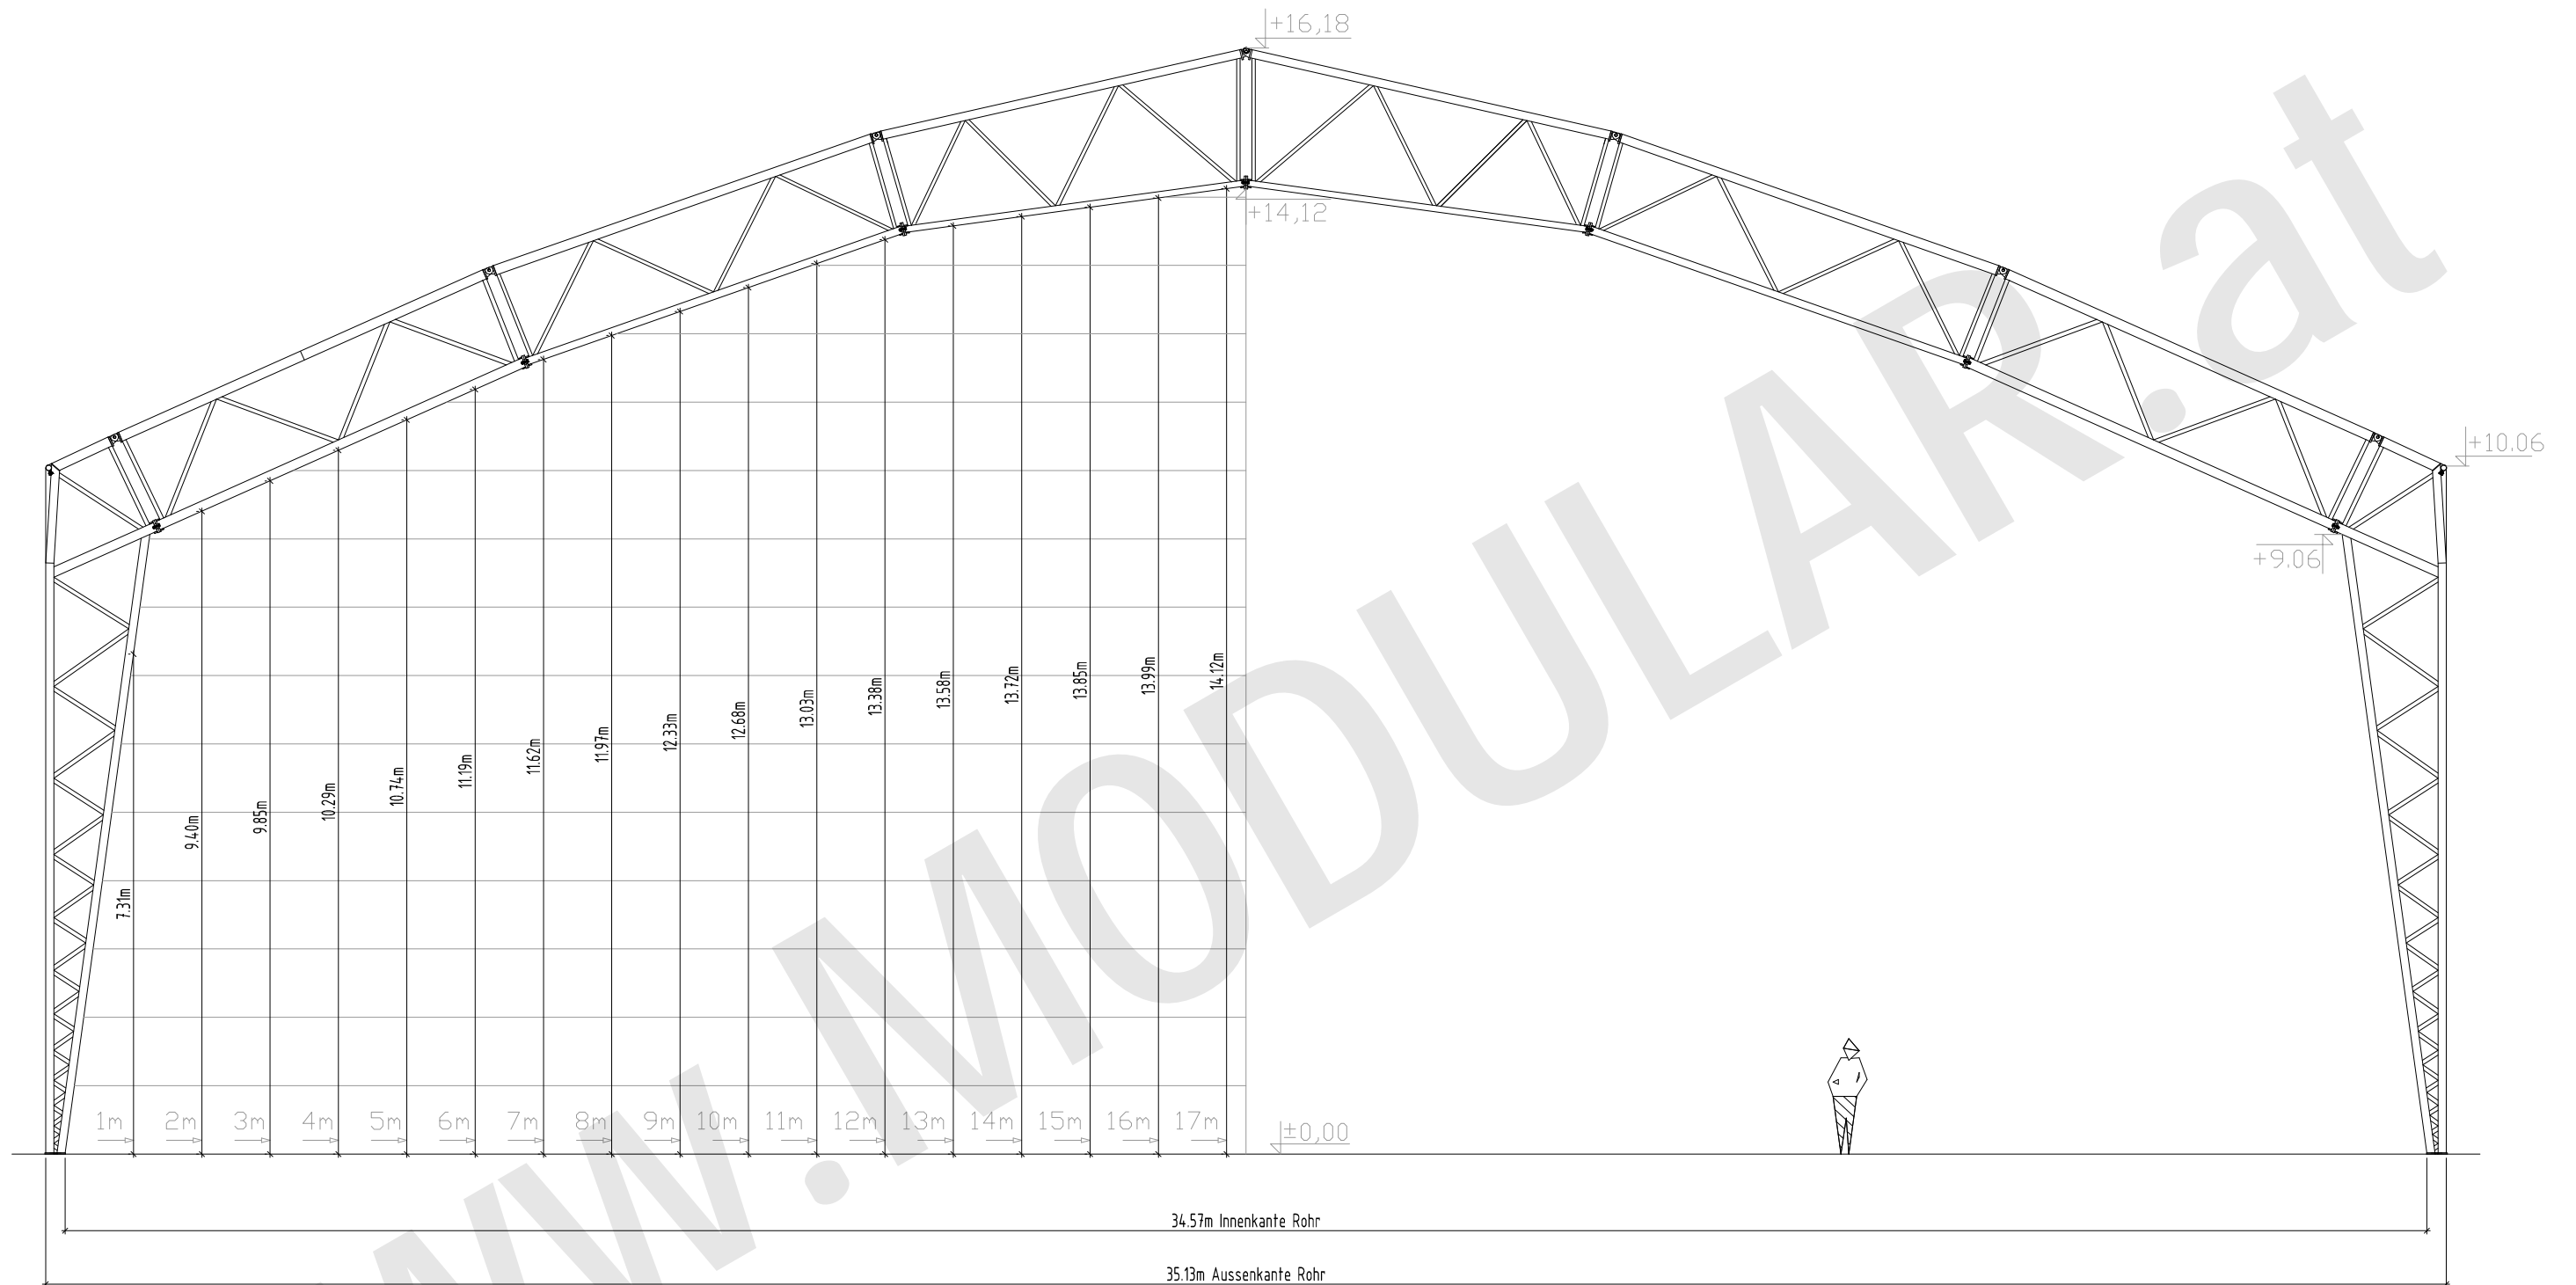 +16,18
+14,12
+10.06
+9.06
7.31m
9.40m
9.85m
10.29m
10.74m
11.19m
11.62m
11.97m
12.33m
12.68m
13.03m
13.38m
13.58m
13.72m
13.85m
13.99m
14.12m
1m 2m 3m 4m 5m 6m 7m 8m 9m 10m 11m 12m 13m 14m 15m 16m 17m
±0,00
34.57m Innenkante Rohr
35.13m Aussenkante Rohr
ww.MODULAR.at